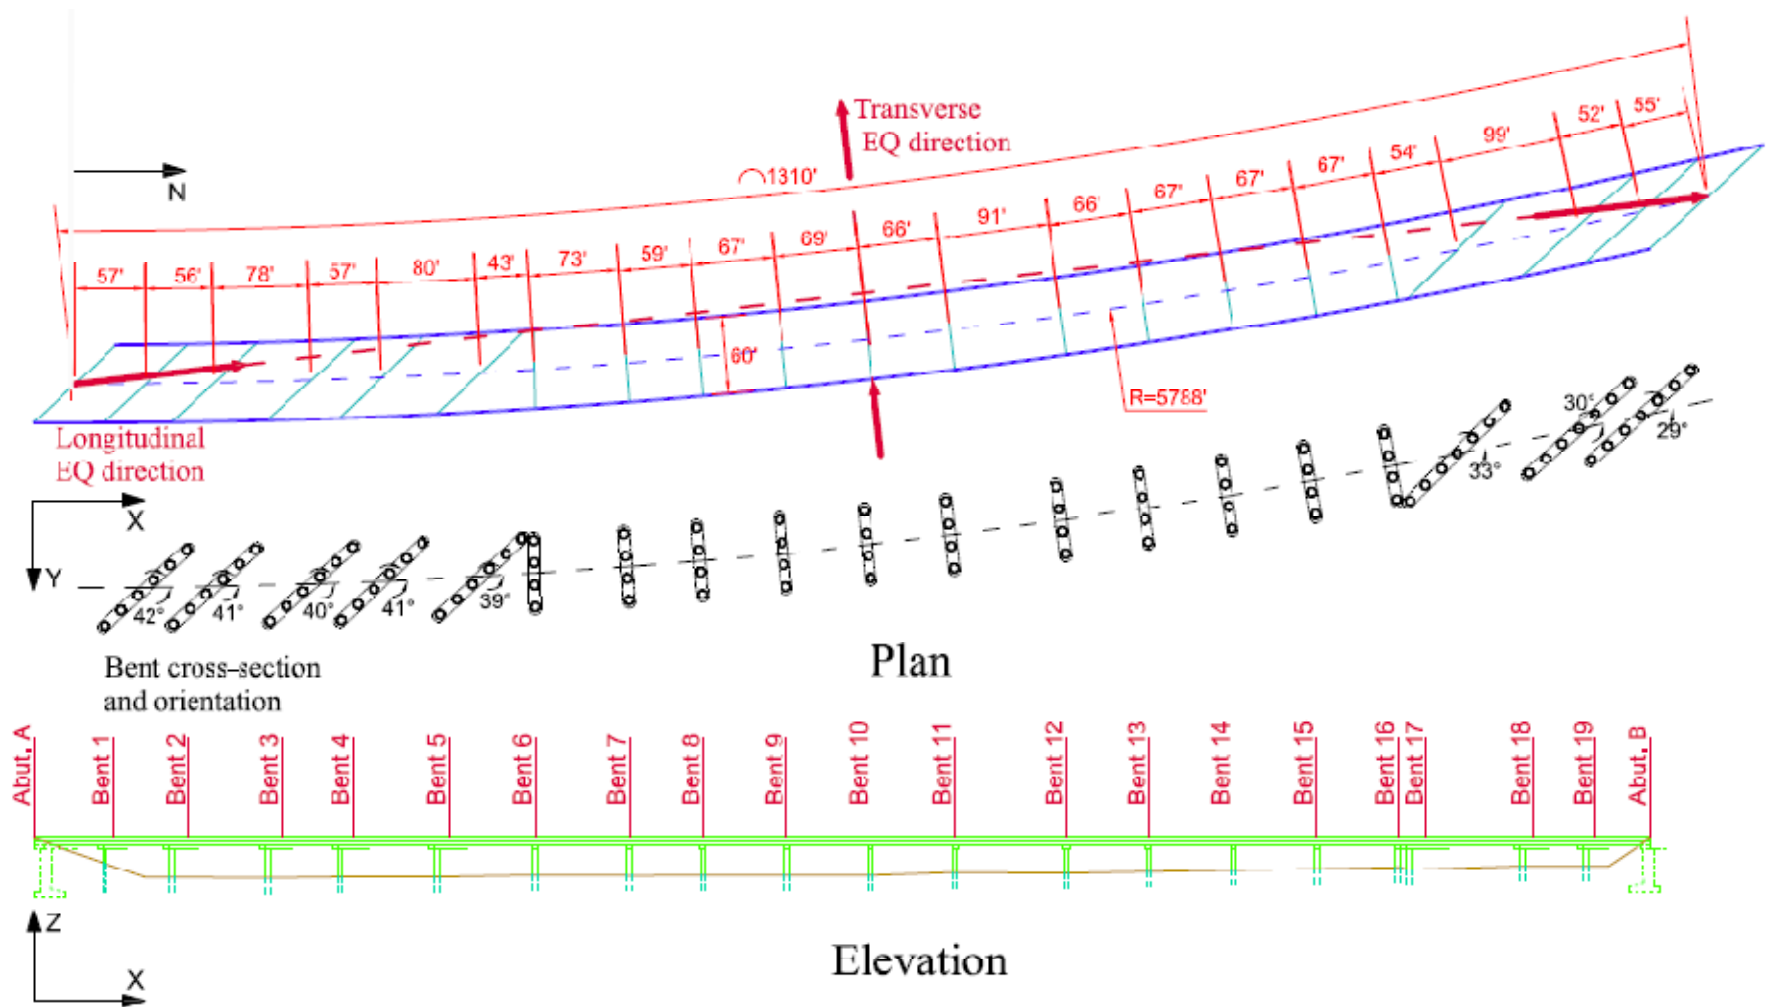 Transverse
EQ direction
N
1310'
57'
56'
78'
57'
80'
43'
73'
59'
67'
69'
66'
91'
66'
67'
67'
67'
54'
99'
52'
55'
60'
R=5788'
Longitudinal
EQ direction
X
Y
42°
41°
40°
41°
39°
33°
30°
29°
Bent cross-section
and orientation
Plan
Abut. A
Bent 1
Bent 2
Bent 3
Bent 4
Bent 5
Bent 6
Bent 7
Bent 8
Bent 9
Bent 10
Bent 11
Bent 12
Bent 13
Bent 14
Bent 15
Bent 16
Bent 17
Bent 18
Bent 19
Abut. B
Z
X
Elevation